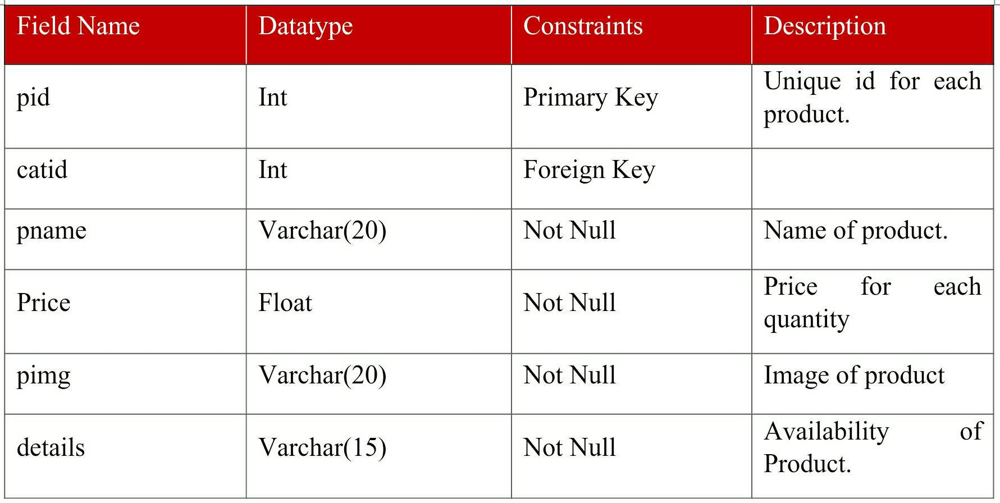 Field Name Datatype Constraints Description
pid Int Primary Key Unique id for each
product.
catid Int Foreign Key
pname Varchar(20) Not Null Name of product.
Price Float Not Null Price for each
quantity
pimg Varchar(20) Not Null Image of product
details Varchar(15) Not Null Availability of
Product.